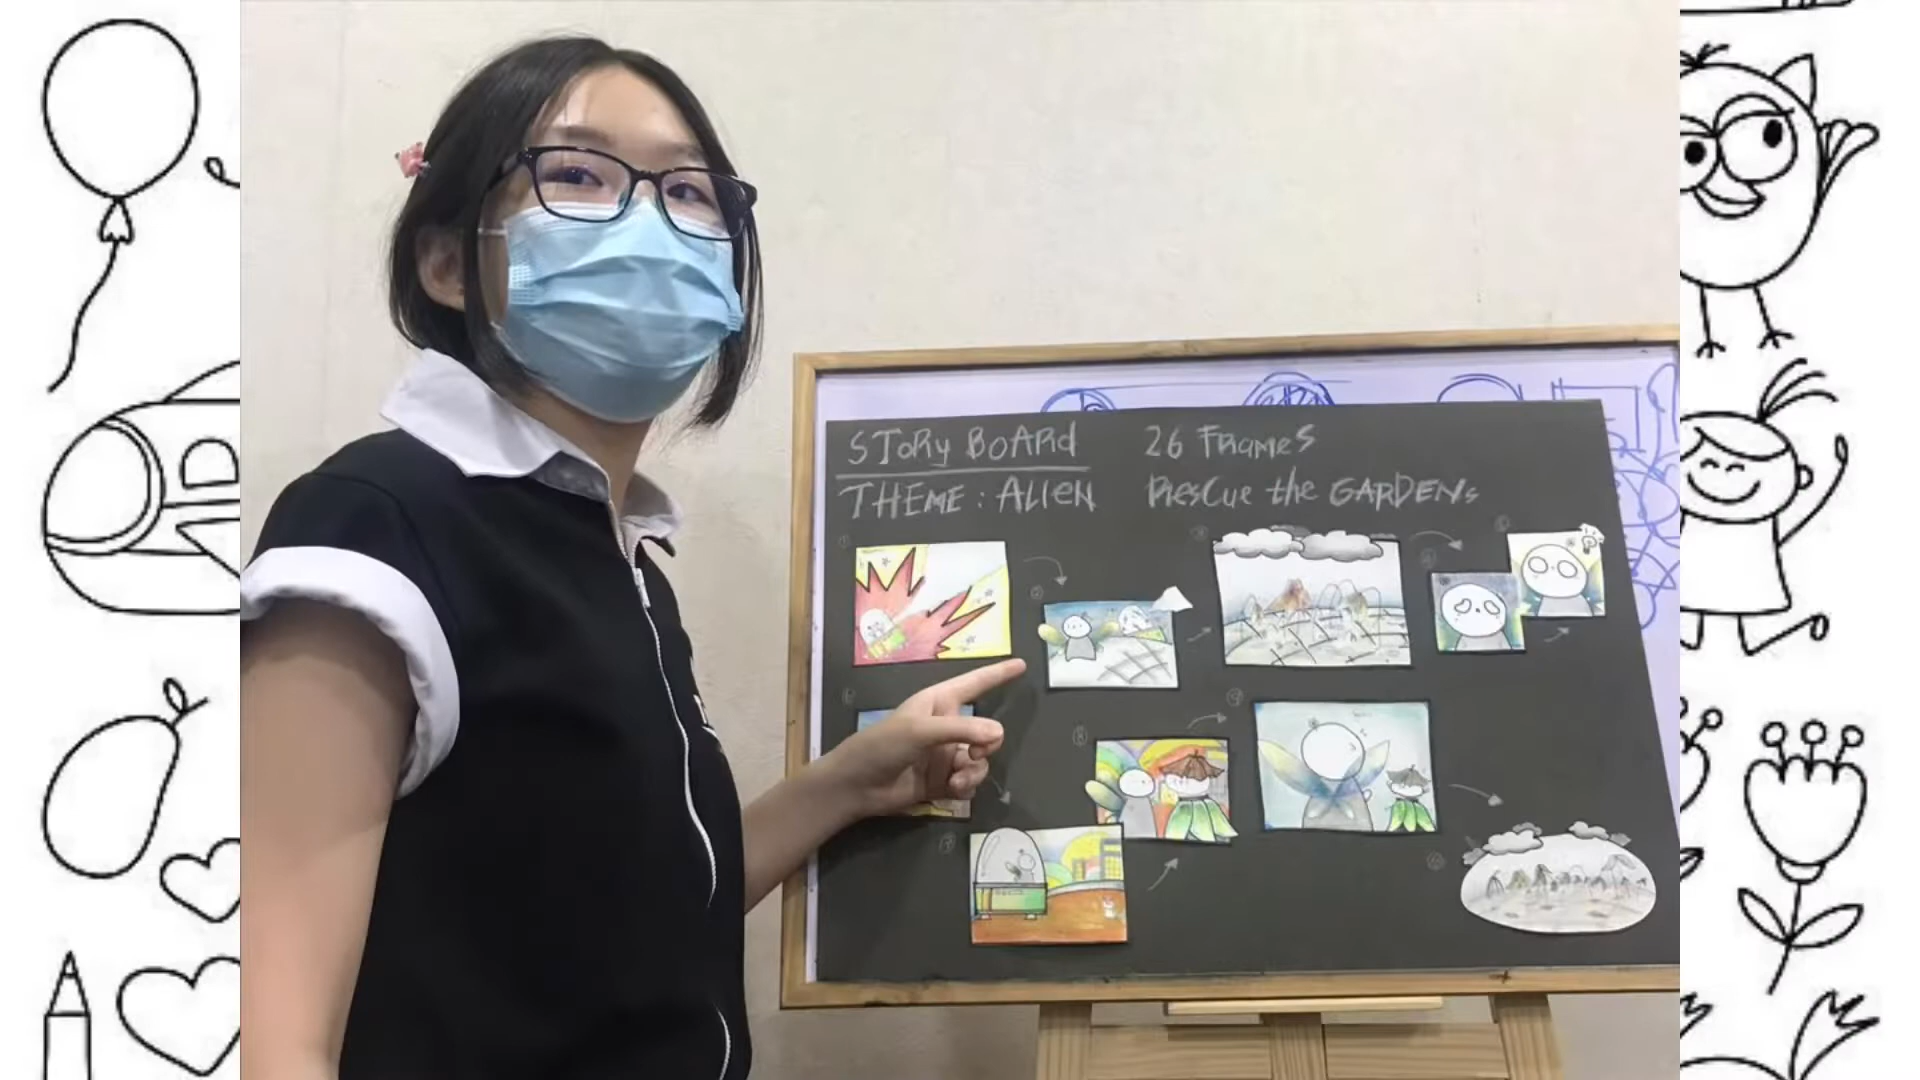 STORY BOARD
26 Frames
THEME : ALIEN
Rescue the GARDENs